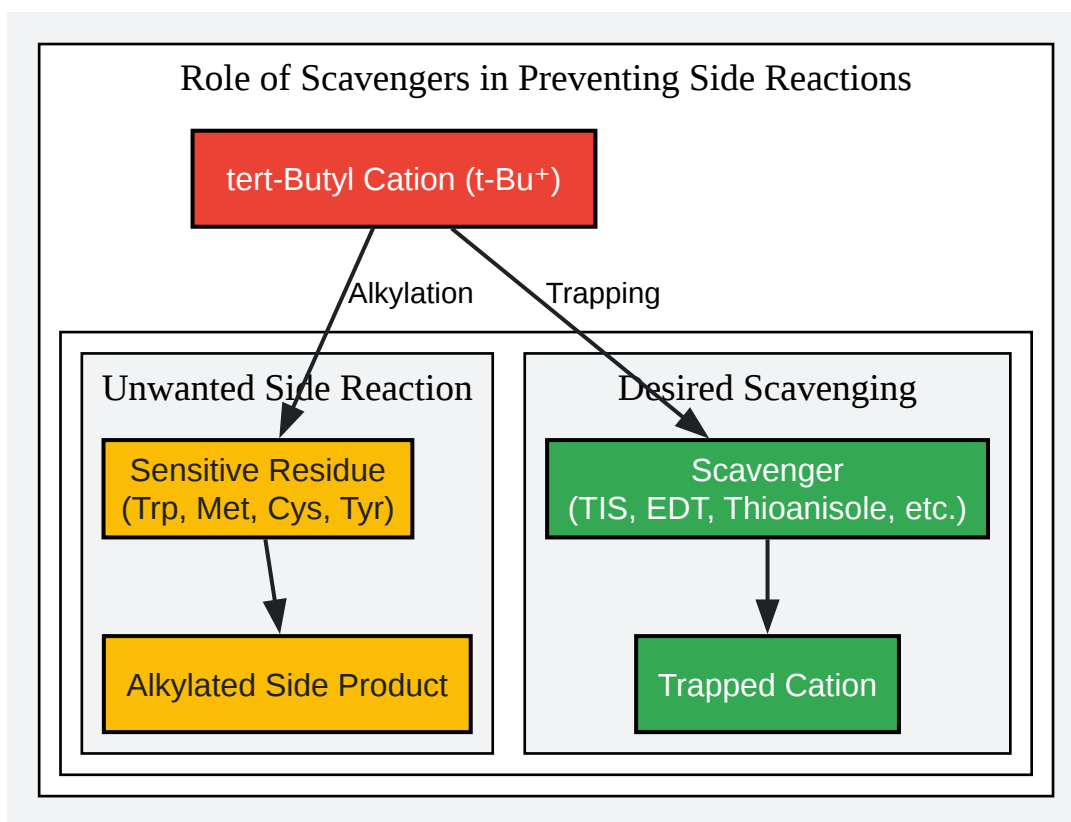 Role of Scavengers in Preventing Side Reactions
tert-Butyl Cation (t-Bu⁺)
Alkylation
Trapping
Unwanted Side Reaction
Desired Scavenging
Sensitive Residue
(Trp, Met, Cys, Tyr)
Scavenger
(TIS, EDT, Thioanisole, etc.)
Alkylated Side Product
Trapped Cation